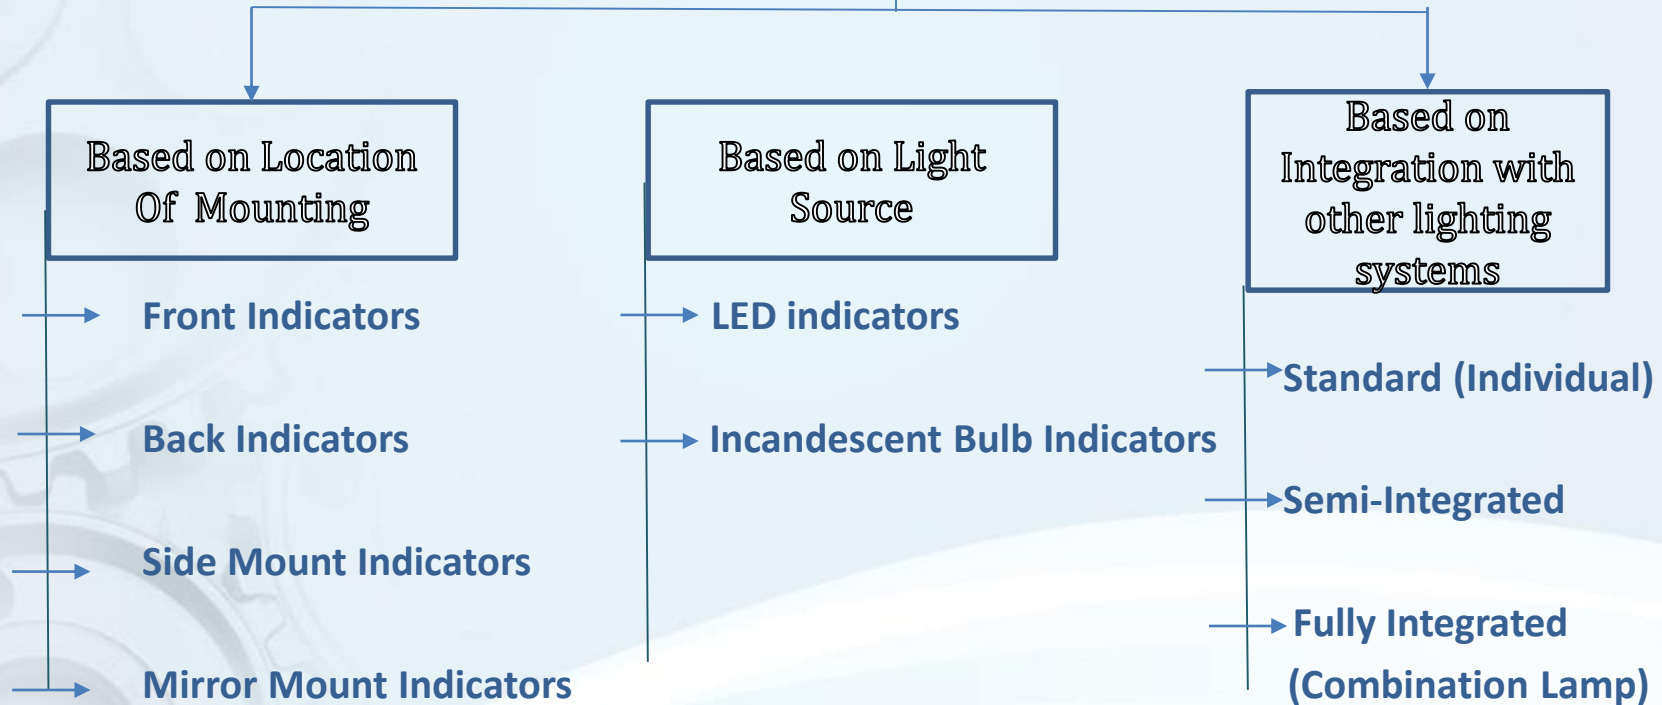 Based on Location
Of Mounting
Front Indicators
Back Indicators
Side Mount Indicators
Mirror Mount Indicators
Based on Light
Source
LED indicators
Incandescent Bulb Indicators
Based on
Integration with
other lighting
systems
Standard (Individual)
Semi-Integrated
Fully Integrated
(Combination Lamp)